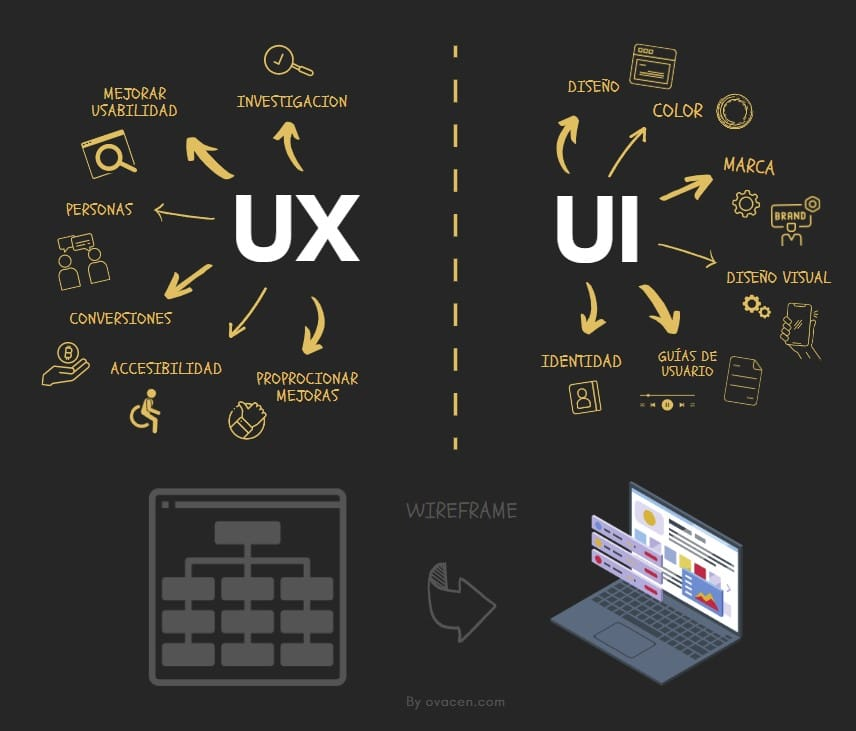 INVESTIGACION
MEJORAR
USABILIDAD
PERSONAS
UX
CONVERSIONES
ACCESIBILIDAD
PROPROCIONAR
MEJORAS
DISEÑO
COLOR
MARCA
BRAND
UI
DISEÑO VISUAL
IDENTIDAD
GUÍAS DE
USUARIO
WIREFRAME
By ovacen.com